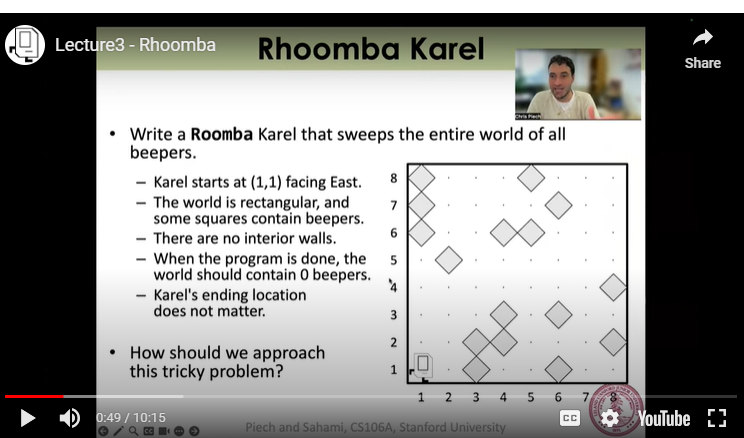 Lecture3 - Rhoomba
Rhoomba Karel
Share
Chris Piech
• Write a Roomba Karel that sweeps the entire world of all
beepers.
– Karel starts at (1,1) facing East.
– The world is rectangular, and
some squares contain beepers.
– There are no interior walls.
– When the program is done, the
world should contain 0 beepers.
– Karel's ending location
does not matter.
• How should we approach
this tricky problem?
8
7
6
5
4
3
2
1
1 2 3 4 5 6 7 8
0:49 / 10:15
CC
YouTube
Piech and Sahami, CS106A, Stanford University